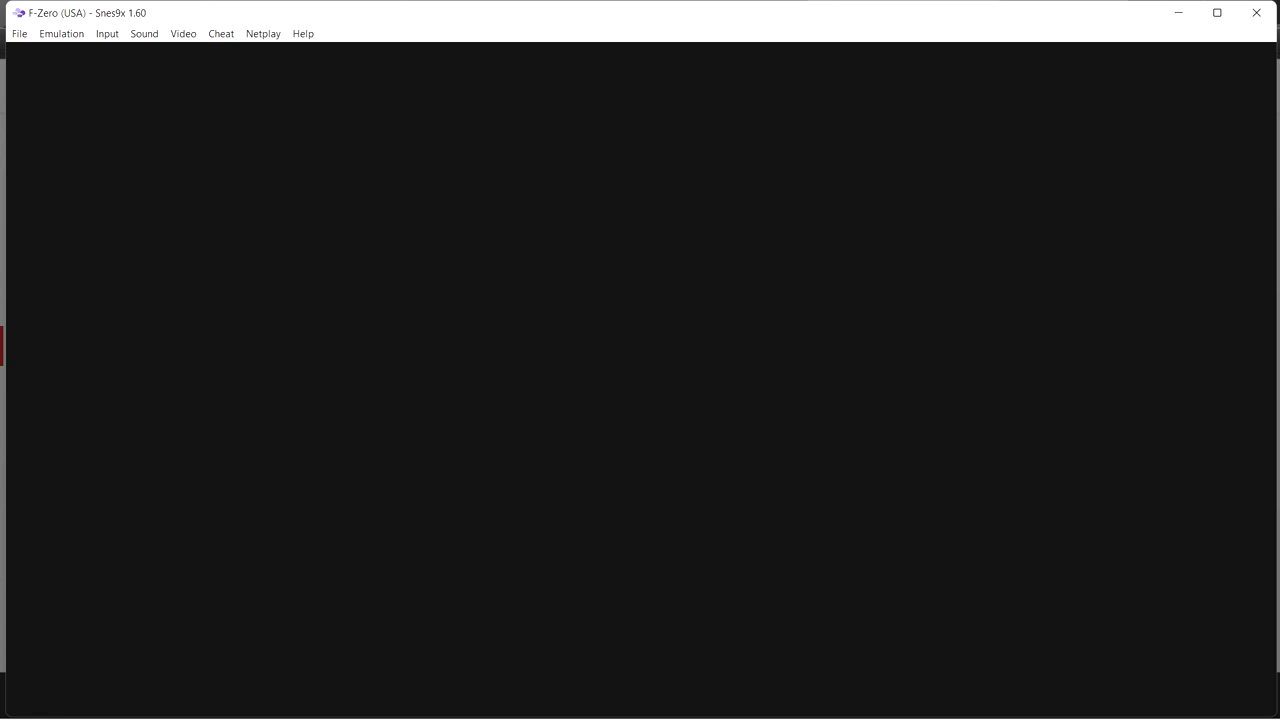 F-Zero (USA) - Snes9x 1.60
File Emulation Input Sound Video Cheat Netplay Help